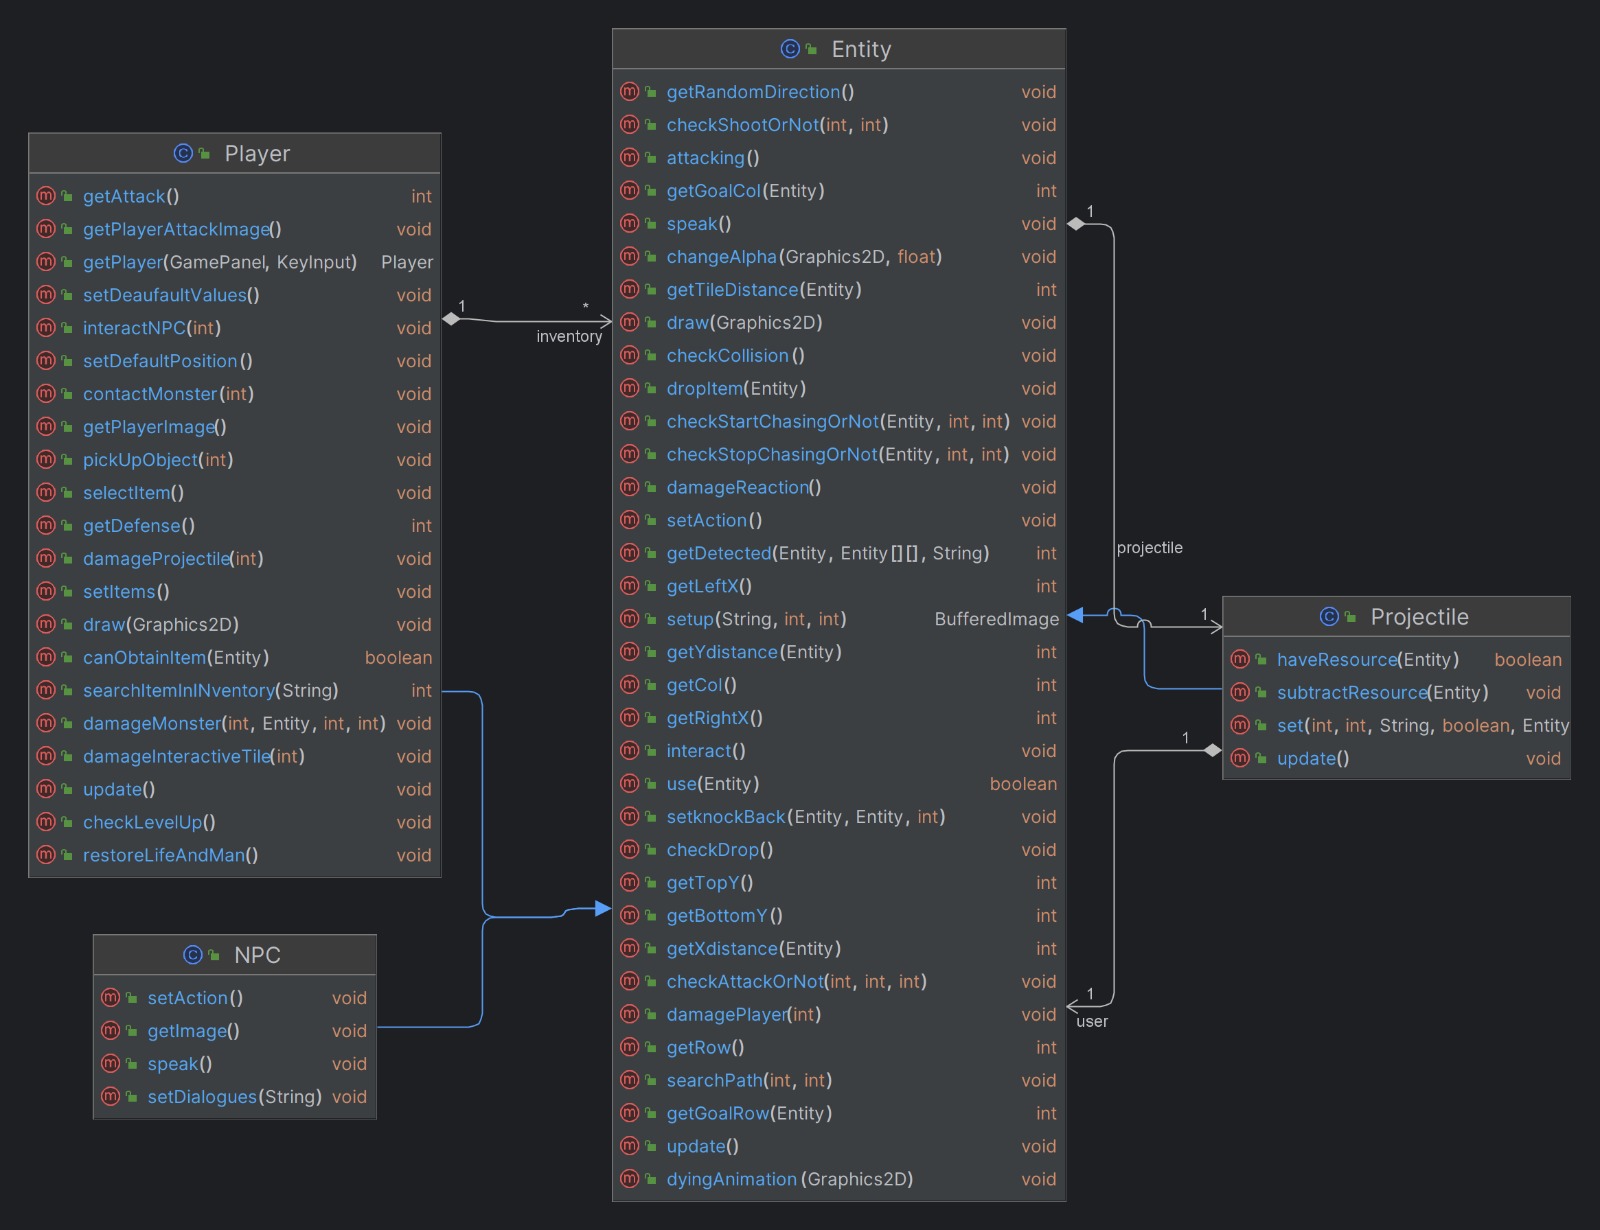 Player
getAttack() int
getPlayerAttackImage() void
getPlayer(GamePanel, KeyInput) Player
setDeaufaultValues() void
interactNPC(int) void
setDefaultPosition() void
contactMonster(int) void
getPlayerImage() void
pickUpObject(int) void
selectItem() void
getDefense() int
damageProjectile(int) void
setItems() void
draw(Graphics2D) void
canObtainItem(Entity) boolean
searchItemInINventory(String) int
damageMonster(int, Entity, int, int) void
damageInteractiveTile(int) void
update() void
checkLevelUp() void
restoreLifeAndMan() void
NPC
setAction() void
getImage() void
speak() void
setDialogues(String) void
1
*
inventory
Entity
getRandomDirection() void
checkShootOrNot(int, int) void
attacking() void
getGoalCol(Entity) int
speak() void
changeAlpha(Graphics2D, float) void
getTileDistance(Entity) int
draw(Graphics2D) void
checkCollision() void
dropItem(Entity) void
checkStartChasingOrNot(Entity, int, int) void
checkStopChasingOrNot(Entity, int, int) void
damageReaction() void
setAction() void
getDetected(Entity, Entity[][], String) int
getLeftX() int
setup(String, int, int) BufferedImage
getYdistance(Entity) int
getCol() int
getRightX() int
interact() void
use(Entity) boolean
setknockBack(Entity, Entity, int) void
checkDrop() void
getTopY() int
getBottomY() int
getXdistance(Entity) int
checkAttackOrNot(int, int, int) void
damagePlayer(int) void
getRow() int
searchPath(int, int) void
getGoalRow(Entity) int
update() void
dyingAnimation(Graphics2D) void
1
projectile
1
1
1
user
Projectile
haveResource(Entity) boolean
subtractResource(Entity) void
set(int, int, String, boolean, Entity
update() void